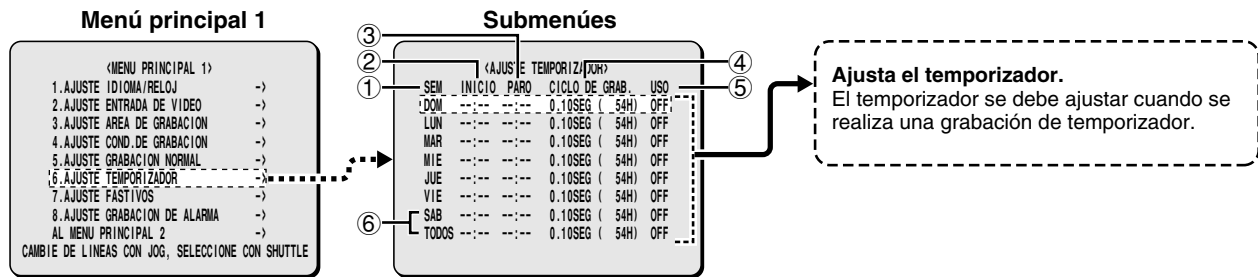 Menú principal 1
<MENU PRINCIPAL 1>
1.AJUSTE IDIOMA/RELOJ ->
2.AJUSTE ENTRADA DE VIDEO ->
3.AJUSTE AREA DE GRABACION ->
4.AJUSTE COND.DE GRABACION ->
5.AJUSTE GRABACION NORMAL ->
6.AJUSTE TEMPORIZADOR ->
7.AJUSTE FASTIVOS ->
8.AJUSTE GRABACION DE ALARMA ->
AL MENU PRINCIPAL 2 ->
CAMBIE DE LINEAS CON JOG, SELECCIONE CON SHUTTLE
Submenúes
③
② ④
<AJUSTE TEMPORIZADOR>
① SEM INICIO PARO CICLO DE GRAB. USO ⑤
DOM --:-- --:-- 0.10SEG ( 54H) OFF
LUN --:-- --:-- 0.10SEG ( 54H) OFF
MAR --:-- --:-- 0.10SEG ( 54H) OFF
MIE --:-- --:-- 0.10SEG ( 54H) OFF
JUE --:-- --:-- 0.10SEG ( 54H) OFF
VIE --:-- --:-- 0.10SEG ( 54H) OFF
⑥ SAB --:-- --:-- 0.10SEG ( 54H) OFF
TODOS --:-- --:-- 0.10SEG ( 54H) OFF
Ajusta el temporizador.
El temporizador se debe ajustar cuando se
realiza una grabación de temporizador.